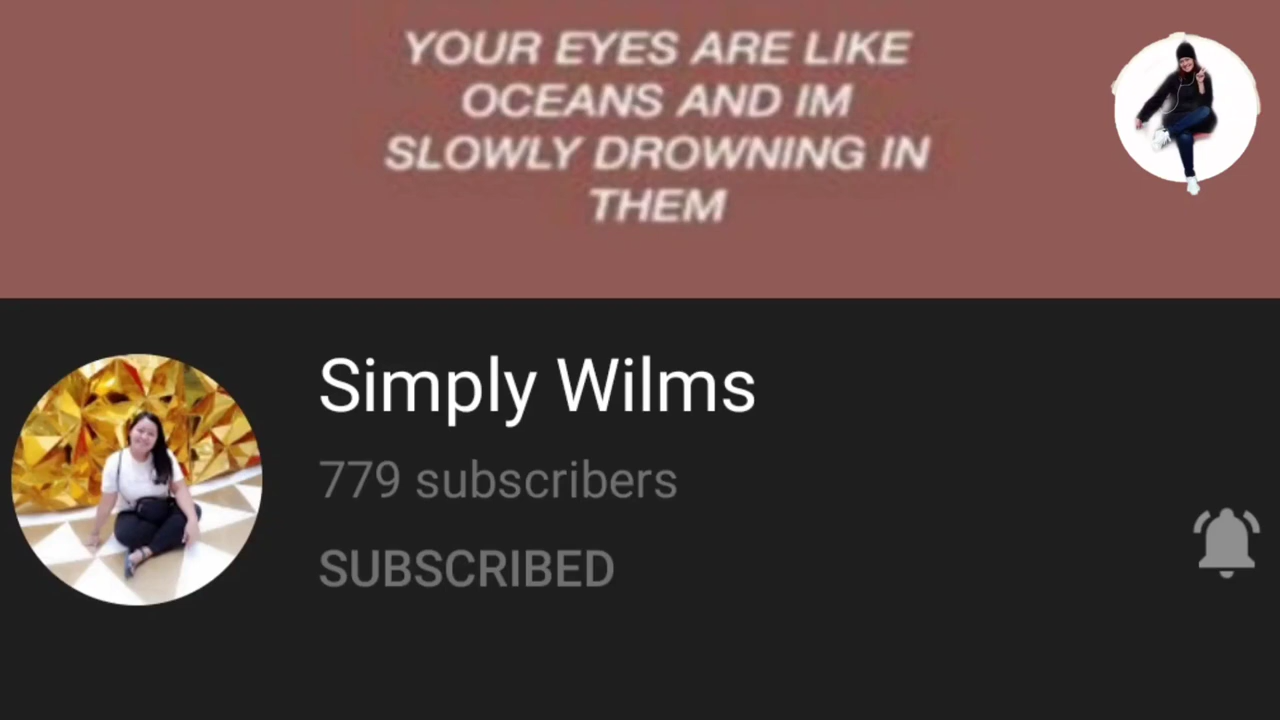 YOUR EYES ARE LIKE
OCEANS AND IM
SLOWLY DROWNING IN
THEM
Simply Wilms
779 subscribers
SUBSCRIBED